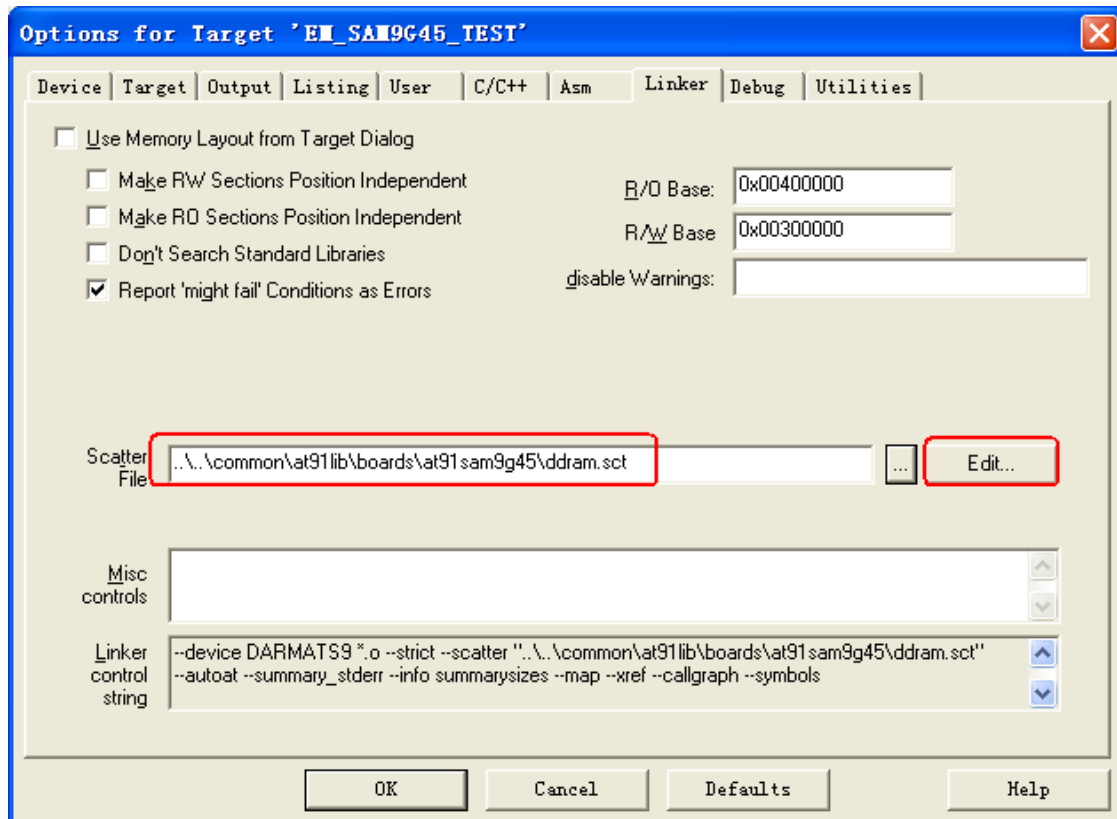 Options for Target 'EM_SAM9G45_TEST'
Device Target Output Listing User C/C++ Asm Linker Debug Utilities
Use Memory Layout from Target Dialog
Make RW Sections Position Independent
Make RO Sections Position Independent
Don't Search Standard Libraries
Report 'might fail' Conditions as Errors
R/O Base: 0x00400000
R/W Base 0x00300000
disable Warnings:
Scatter
File
..\..\common\at91lib\boards\at91sam9g45\ddram.sct
...
Edit...
Misc
controls
Linker
control
string
--device DARMATS9 *.o --strict --scatter "..\..\common\at91lib\boards\at91sam9g45\ddram.sct"
--autoat --summary_stderr --info summarysizes --map --xref --callgraph --symbols
OK Cancel Defaults Help